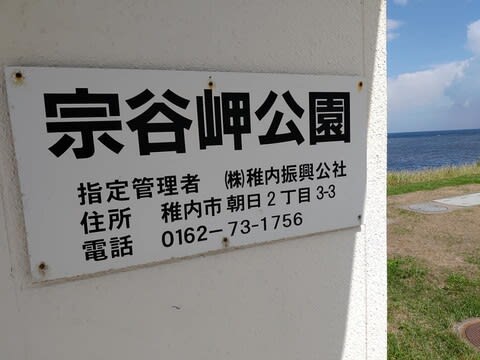 宗谷岬公園
指定管理者 ㈱稚内振興公社
住所 稚内市朝日2丁目3-3
電話 0162-73-1756